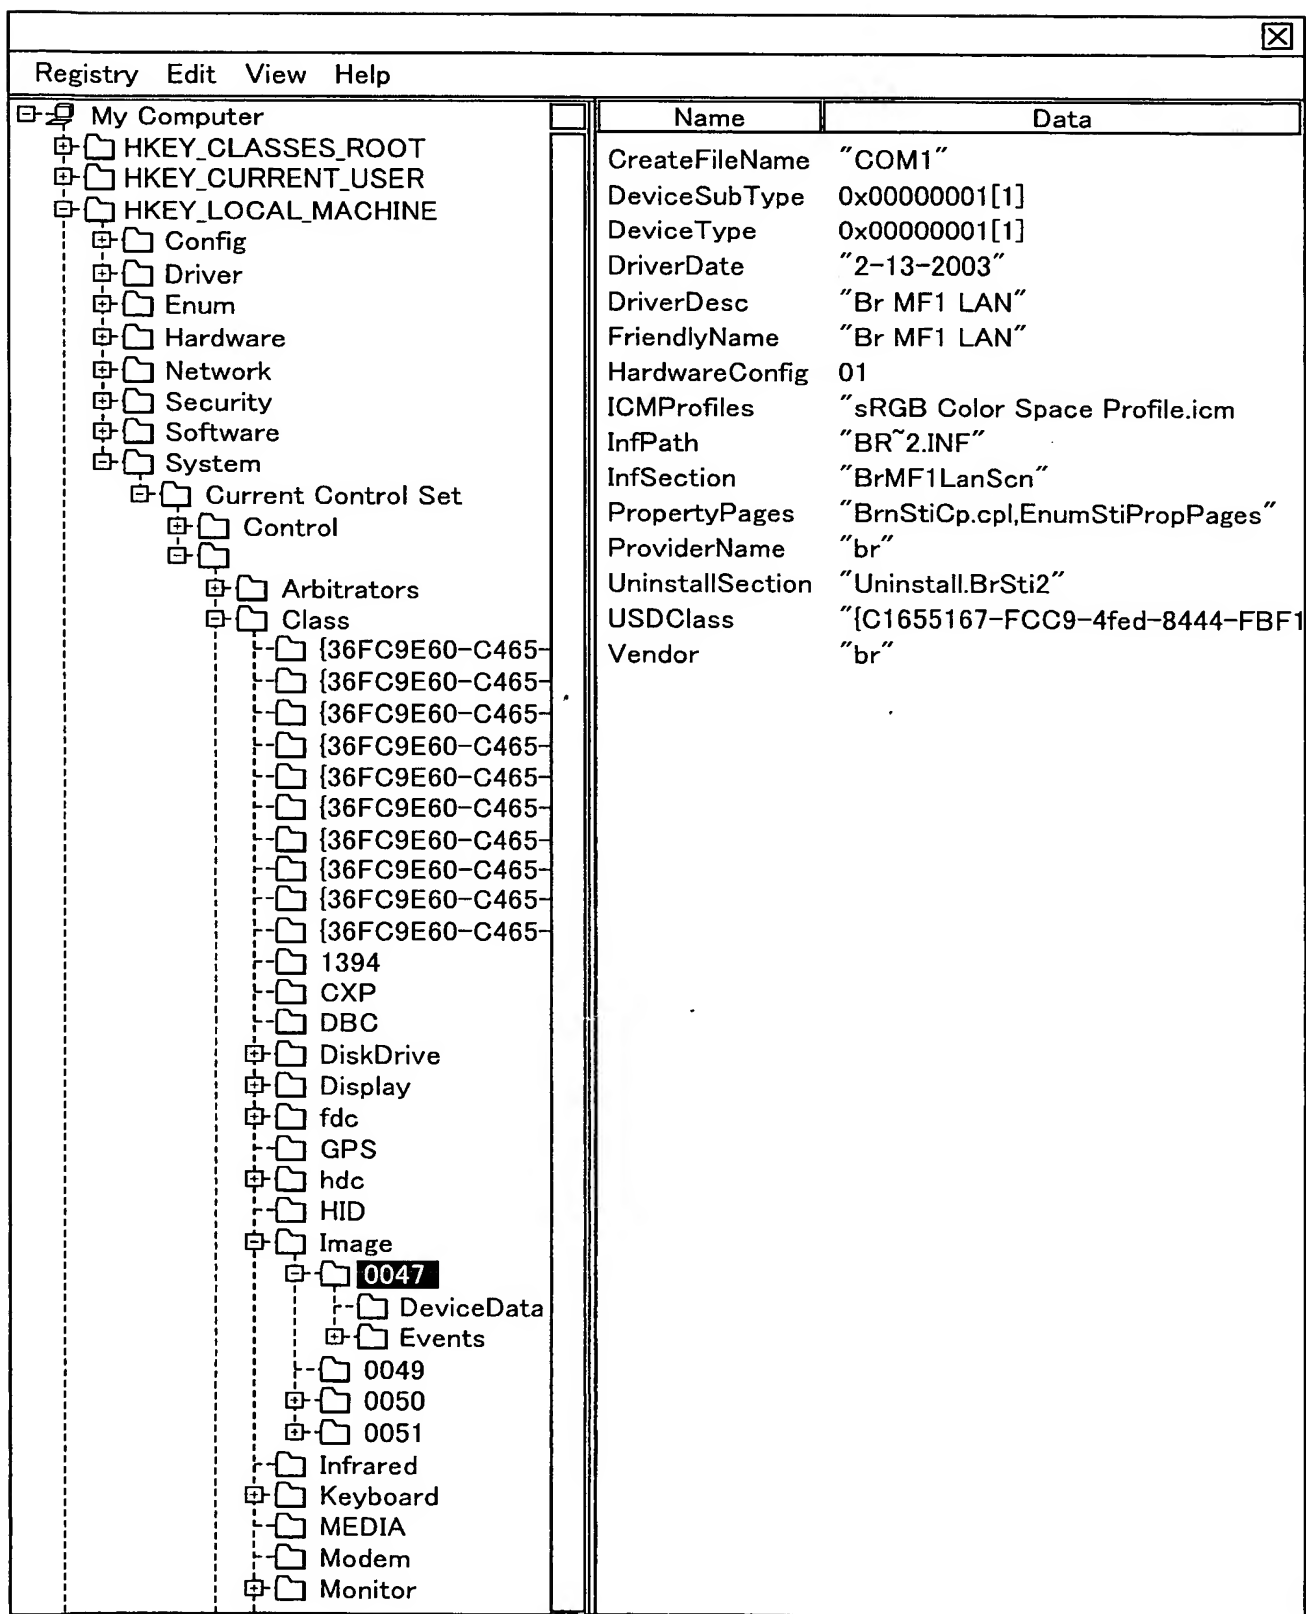 Registry Edit View Help
My Computer
HKEY_CLASSES_ROOT
HKEY_CURRENT_USER
HKEY_LOCAL_MACHINE
Config
Driver
Enum
Hardware
Network
Security
Software
System
Current Control Set
Control
Arbitrators
Class
{36FC9E60-C465-
{36FC9E60-C465-
{36FC9E60-C465-
{36FC9E60-C465-
{36FC9E60-C465-
{36FC9E60-C465-
{36FC9E60-C465-
{36FC9E60-C465-
{36FC9E60-C465-
{36FC9E60-C465-
1394
CXP
DBC
DiskDrive
Display
fdc
GPS
hdc
HID
Image
0047
DeviceData
Events
0049
0050
0051
Infrared
Keyboard
MEDIA
Modem
Monitor
Name Data
CreateFileName "COM1"
DeviceSubType 0x00000001[1]
DeviceType 0x00000001[1]
DriverDate "2-13-2003"
DriverDesc "Br MF1 LAN"
FriendlyName "Br MF1 LAN"
HardwareConfig 01
ICMProfiles "sRGB Color Space Profile.icm
InfPath "BR~2.INF"
InfSection "BrMF1LanScn"
PropertyPages "BrnStiCp.cpl,EnumStiPropPages"
ProviderName "br"
UninstallSection "Uninstall.BrSti2"
USDClass "{C1655167-FCC9-4fed-8444-FBF1
Vendor "br"